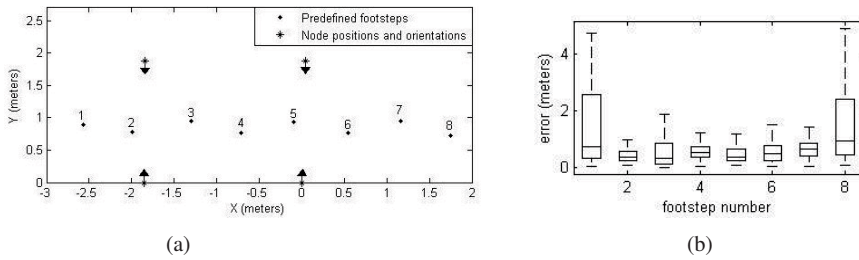 Predefined footsteps
Node positions and orientations
2.5
2
1.5
1
0.5
0
Y (meters)
1 2 3 4 5 6 7 8
-3 -2.5 -2 -1.5 -1 -0.5 0 0.5 1 1.5 2
X (meters)
(a)
4
2
0
error (meters)
2 4 6 8
footstep number
(b)